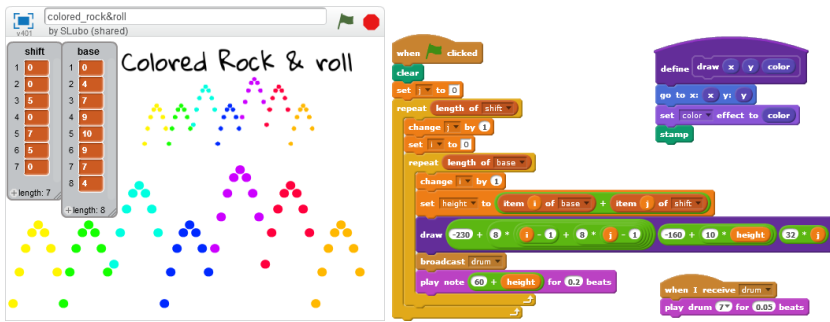 colored_rock&roll
by SLubo (shared)
v401
shift
1 0
2 0
3 5
4 0
5 7
6 5
7 0
+ length: 7
base
1 0
2 4
3 7
4 9
5 10
6 9
7 7
8 4
+ length: 8
Colored Rock & roll
when clicked
clear
set j to 0
repeat length of shift
change j by 1
set i to 0
repeat length of base
change i by 1
set height to item i of base + item j of shift
draw -230 + 8 * i - 1 + 8 * j - 1 -160 + 10 * height 32 * j
broadcast drum
play note 60 + height for 0.2 beats
define draw x y color
go to x: x y: y
set color effect to color
stamp
when I receive drum
play drum 7 for 0.05 beats